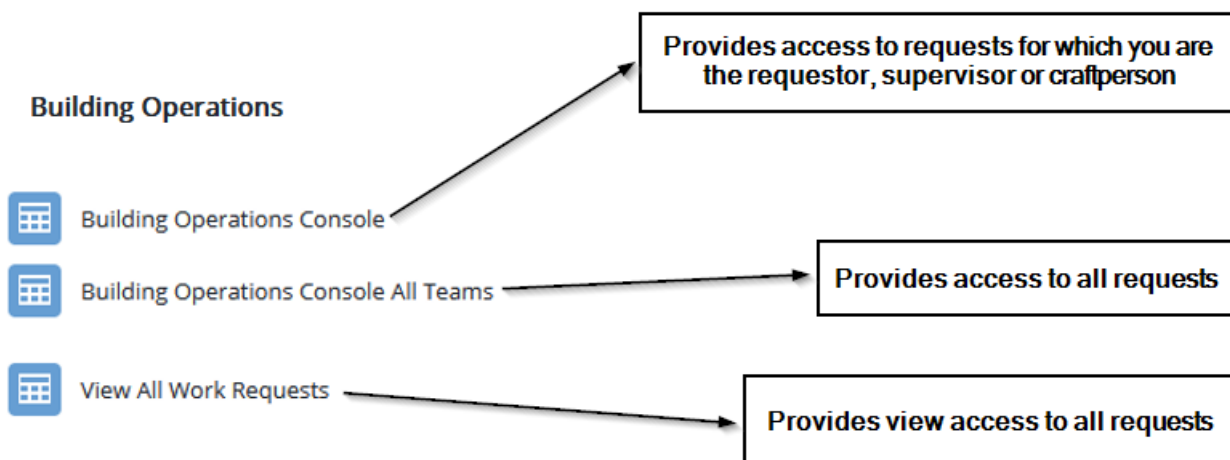 Provides access to requests for which you are
the requestor, supervisor or craftperson
Building Operations
Building Operations Console
Building Operations Console All Teams
Provides access to all requests
View All Work Requests
Provides view access to all requests